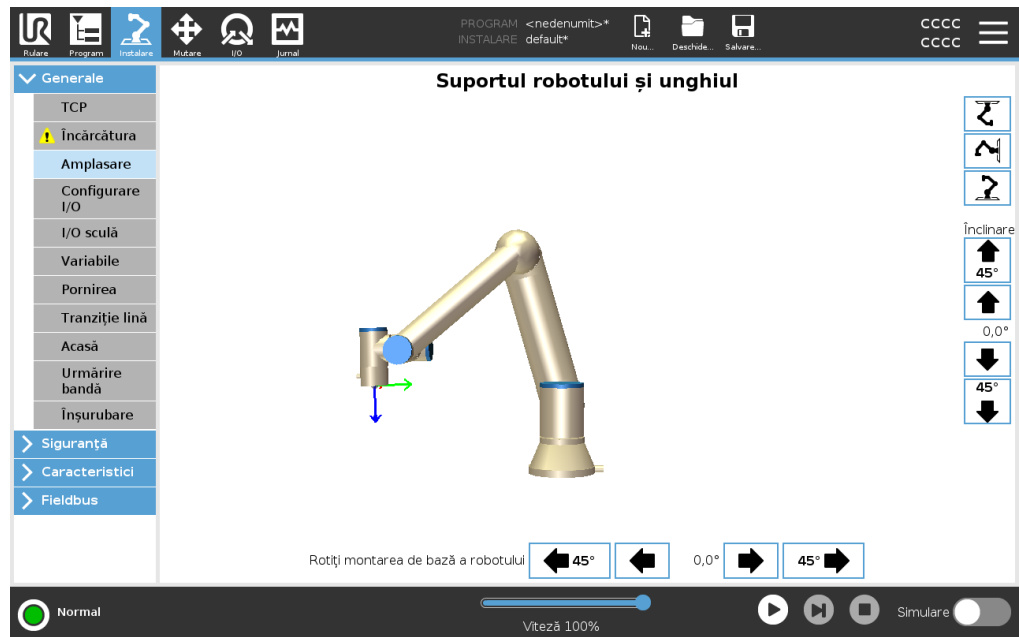 UR
Rulare
Program
Instalare
Mutare
I/O
Jurnal
PROGRAM <nedenumit>*
INSTALARE default*
Nou...
Deschide...
Salvare...
cccc
cccc
Generale
TCP
Încărcătura
Amplasare
Configurare
I/O
I/O sculă
Variabile
Pornirea
Tranziție lină
Acasă
Urmărire
bandă
Înșurubare
Siguranță
Caracteristici
Fieldbus
Suportul robotului și unghiul
Înclinare
45°
0,0°
45°
Rotiți montarea de bază a robotului 45° 0,0° 45°
Normal
Viteză 100%
Simulare